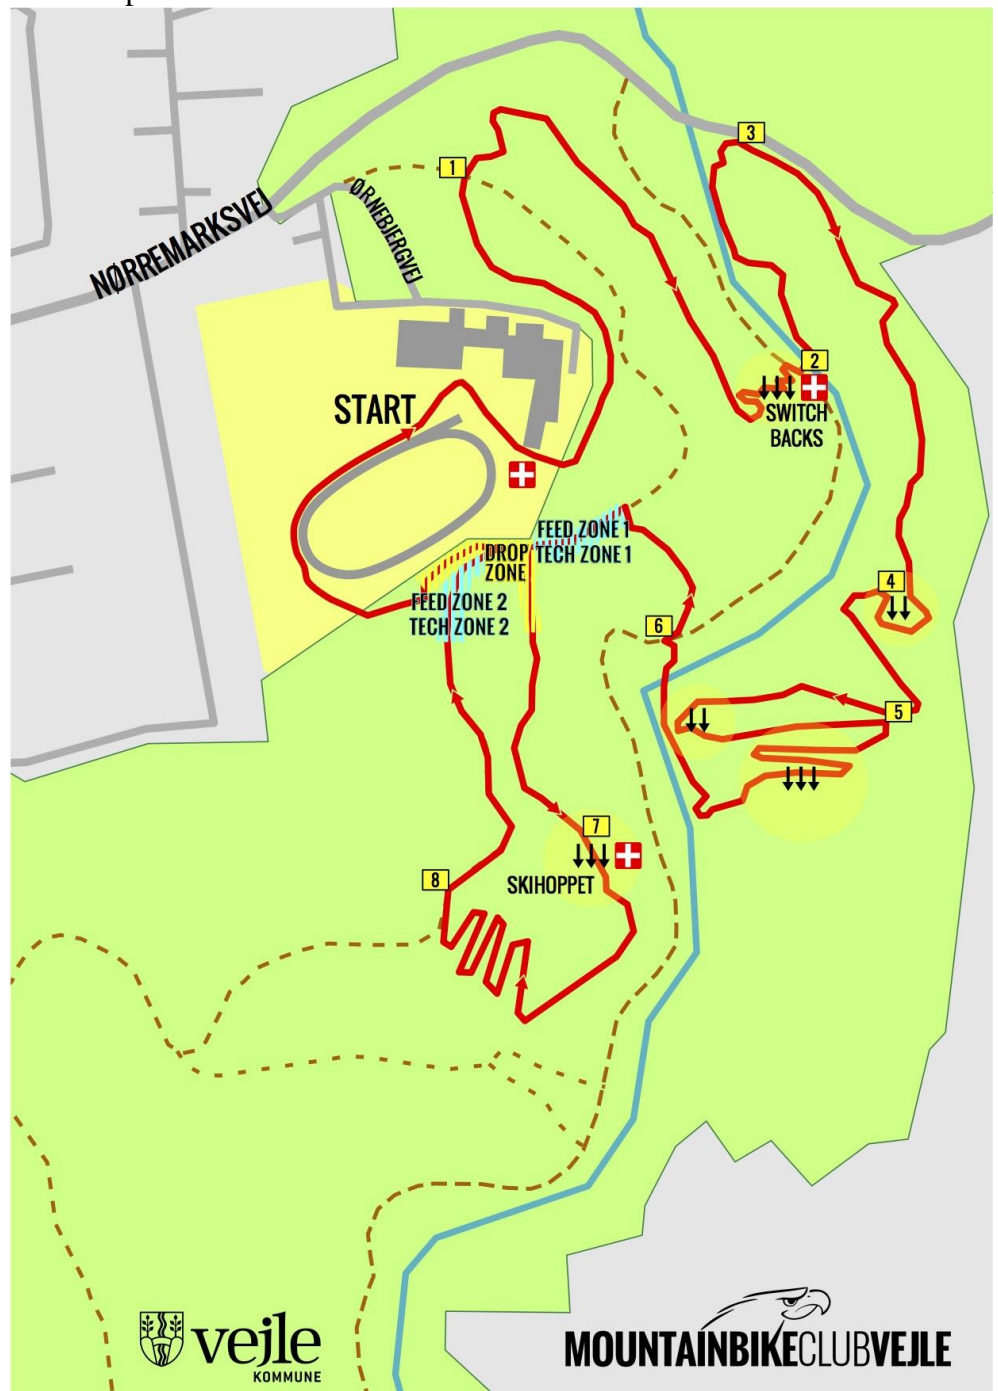 3
1
ØRNEBJERGVEJ
NØRREMARKSVEJ
2
START
SWITCH
BACKS
FEED ZONE 1
DROP
TECH ZONE 1
ZONE
4
FEED ZONE 2
TECH ZONE 2
6
5
7
SKIHOPPET
8
vejle
KOMMUNE
MOUNTAINBIKECLUBVEJLE